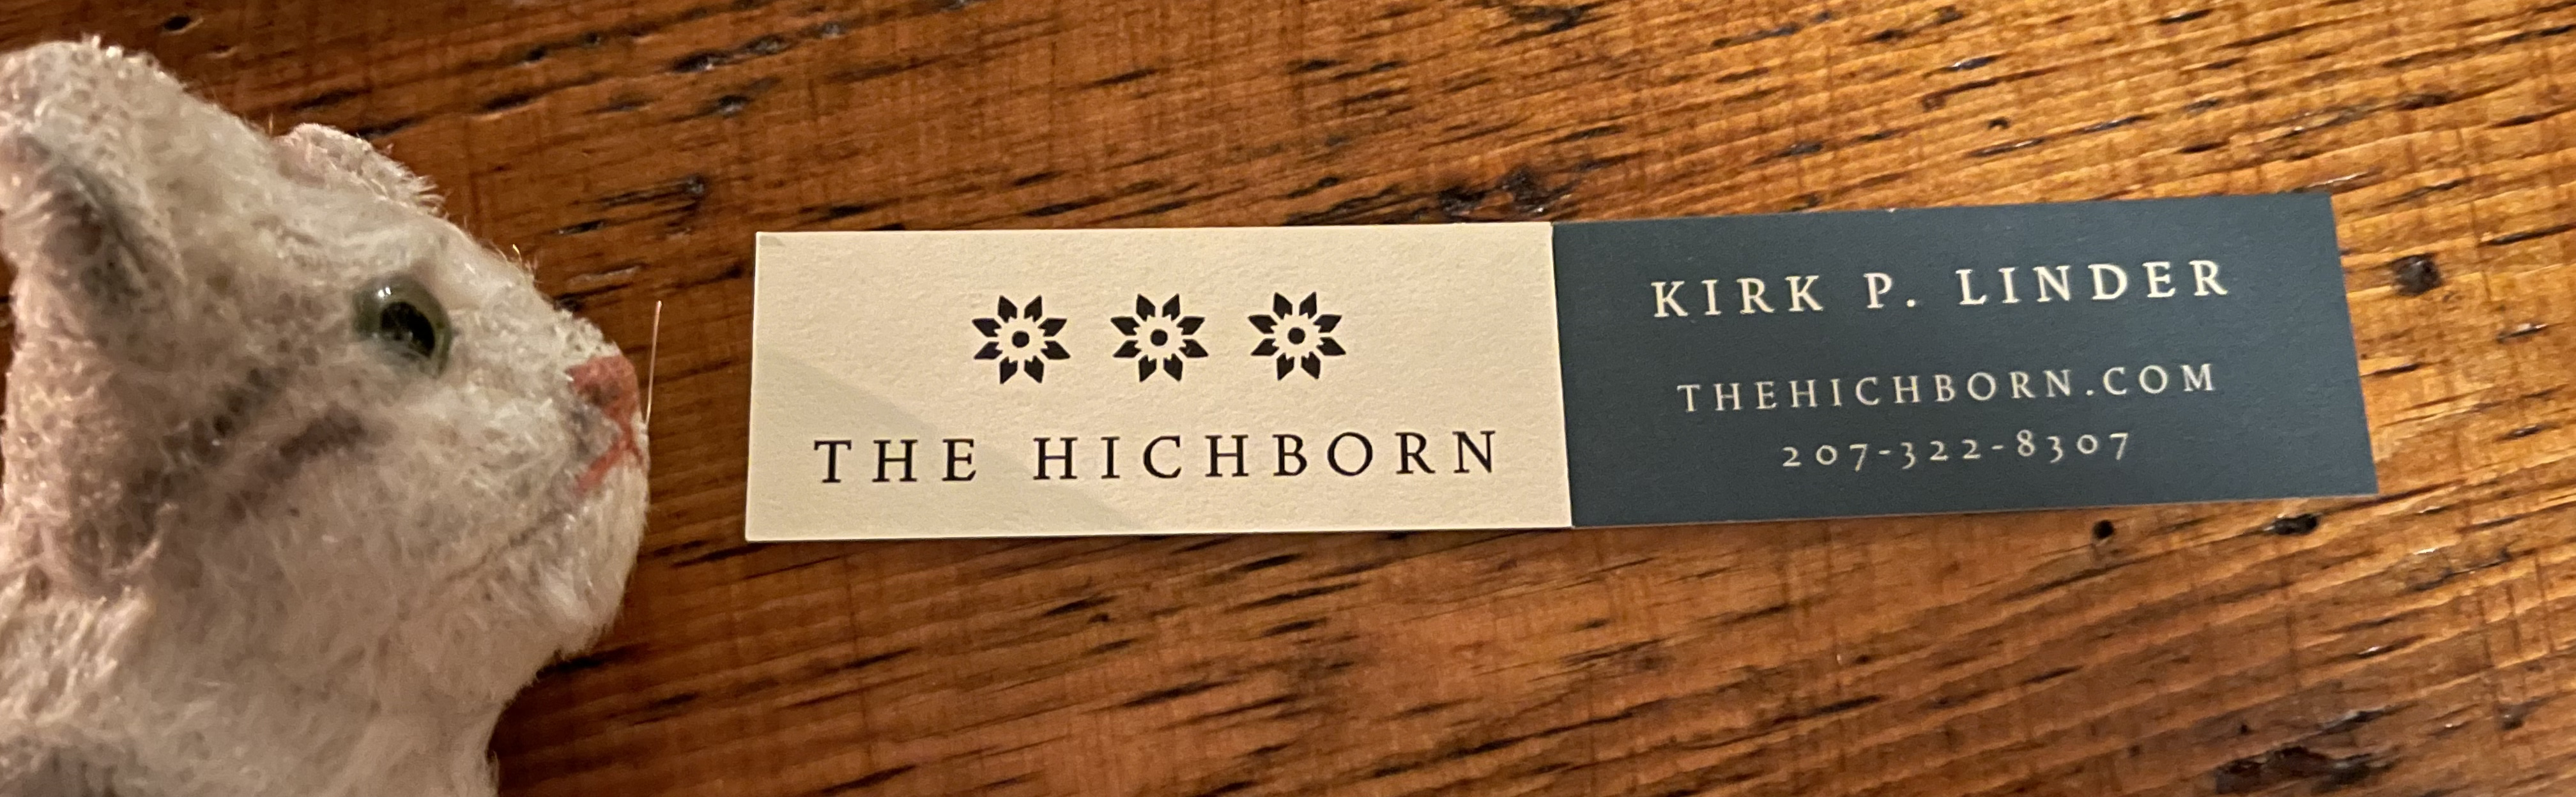 THE HICHBORN
KIRK P. LINDER
THEHICHBORN.COM
207-322-8307